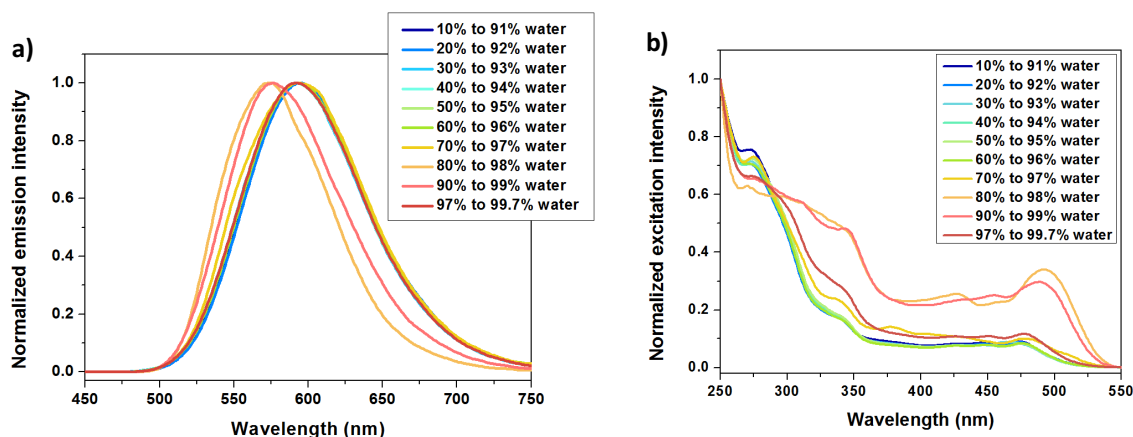 a)
10% to 91% water
20% to 92% water
30% to 93% water
40% to 94% water
50% to 95% water
60% to 96% water
70% to 97% water
80% to 98% water
90% to 99% water
97% to 99.7% water
Normalized emission intensity
1.0
0.8
0.6
0.4
0.2
0.0
450 500 550 600 650 700 750
Wavelength (nm)
b)
10% to 91% water
20% to 92% water
30% to 93% water
40% to 94% water
50% to 95% water
60% to 96% water
70% to 97% water
80% to 98% water
90% to 99% water
97% to 99.7% water
Normalized excitation intensity
1.0
0.8
0.6
0.4
0.2
0.0
250 300 350 400 450 500 550
Wavelength (nm)